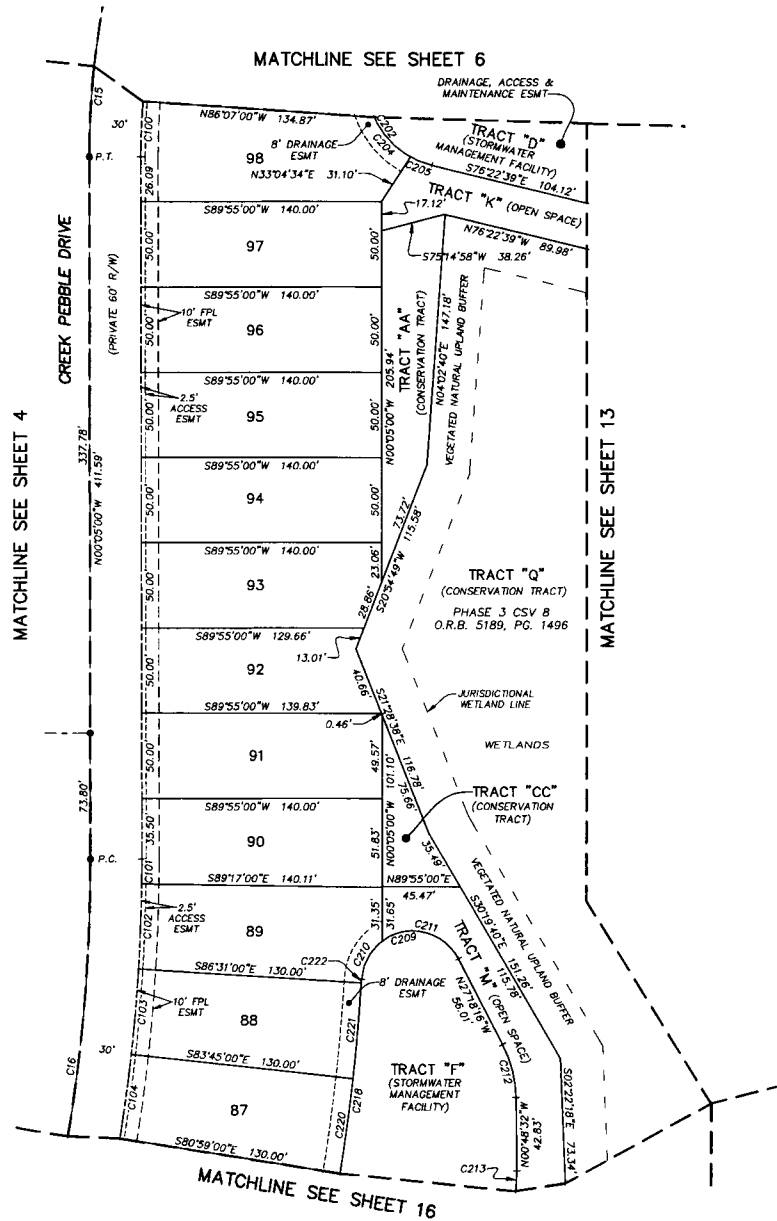 MATCHLINE SEE SHEET 6
DRAINAGE, ACCESS &
MAINTENANCE ESMT
C15
30'
C100
N86°07'00"W 134.87'
C202
8' DRAINAGE
ESMT
C204
TRACT "D"
(STORMWATER
MANAGEMENT FACILITY)
P.T.
98
C205
S76°22'39"E 104.12'
26.09
N33°04'34"E 31.10'
TRACT "K" (OPEN SPACE)
S89°55'00"W 140.00'
17.12'
N76°22'39"W 89.98'
CREEK PEBBLE DRIVE
(PRIVATE 60' R/W)
50.00'
97
50.00'
S75°14'58"W 38.26'
S89°55'00"W 140.00'
10' FPL
ESMT
50.00'
96
50.00'
TRACT "AA"
(CONSERVATION TRACT)
N04°02'40"E 147.18'
VEGETATED NATURAL UPLAND BUFFER
S89°55'00"W 140.00'
2.5'
ACCESS
ESMT
50.00'
95
50.00'
N00°05'00"W 205.94'
MATCHLINE SEE SHEET 4
MATCHLINE SEE SHEET 13
337.78'
N00°05'00"W 411.59'
S89°55'00"W 140.00'
50.00'
94
50.00'
73.72'
S20°54'49"W 115.58'
S89°55'00"W 140.00'
50.00'
93
23.06'
28.86'
TRACT "Q"
(CONSERVATION TRACT)
PHASE 3 CSV 8
O.R.B. 5189, PG. 1496
S89°55'00"W 129.66'
13.01'
50.00'
92
40.66'
S21°28'38"E 116.78'
JURISDICTIONAL
WETLAND LINE
S89°55'00"W 139.83'
0.46'
WETLANDS
50.00'
91
49.57'
N00°05'00"W 101.10'
75.66'
TRACT "CC"
(CONSERVATION
TRACT)
73.80'
S89°55'00"W 140.00'
35.50'
90
51.83'
35.49'
P.C.
C101
S89°17'00"E 140.11'
N89°55'00"E
45.47'
VEGETATED NATURAL UPLAND BUFFER
2.5'
ACCESS
ESMT
C102
89
31.35'
31.65'
S30°19'40"E 151.26'
115.78'
C210
C209
C211
C222
S86°31'00"E 130.00'
8' DRAINAGE
ESMT
TRACT "M"
(OPEN SPACE)
N27°18'16"W
56.01'
10' FPL
ESMT
C103
88
C221
C16
30'
S83°45'00"E 130.00'
TRACT "F"
(STORMWATER
MANAGEMENT
FACILITY)
C212
C104
87
C218
C220
N00°48'32"W
42.83'
S02°22'18"E 73.34'
S80°59'00"E 130.00'
C213
MATCHLINE SEE SHEET 16